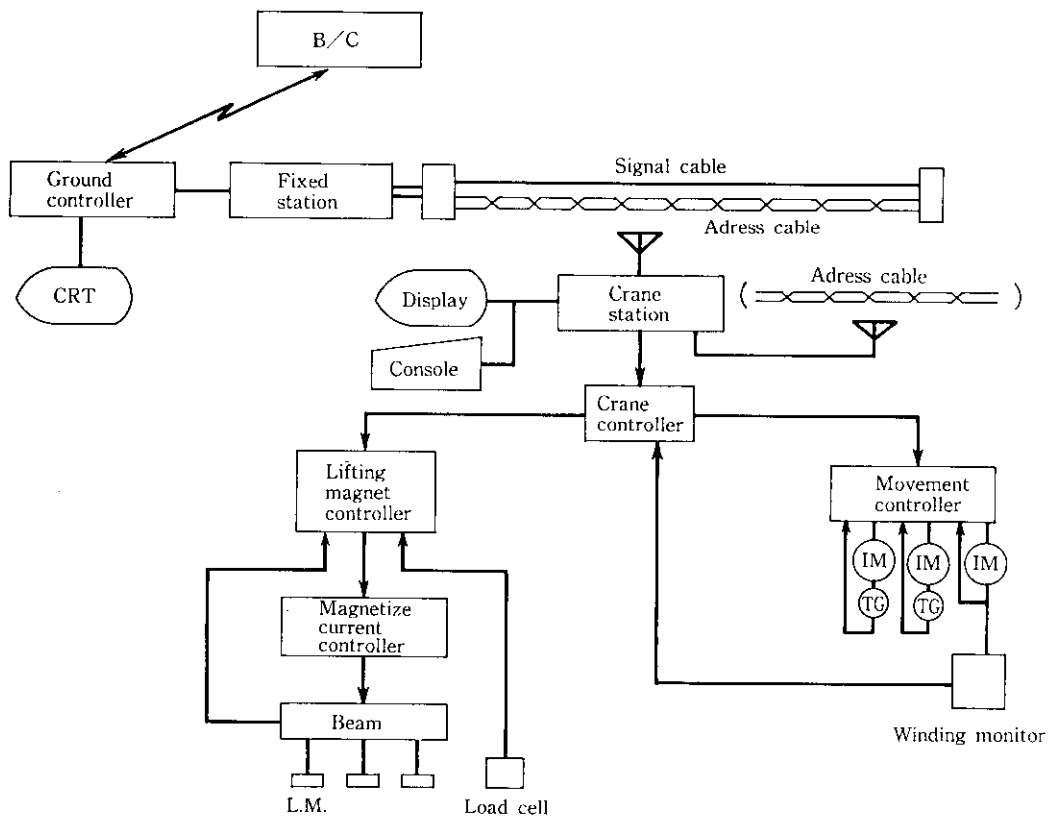 B/C
Ground
controller
Fixed
station
Signal cable
Adress cable
CRT
Display
Console
Crane
station
Adress cable
( )
Crane
controller
Lifting
magnet
controller
Movement
controller
IM
IM
IM
TG
TG
Magnetize
current
controller
Beam
L.M.
Load cell
Winding monitor